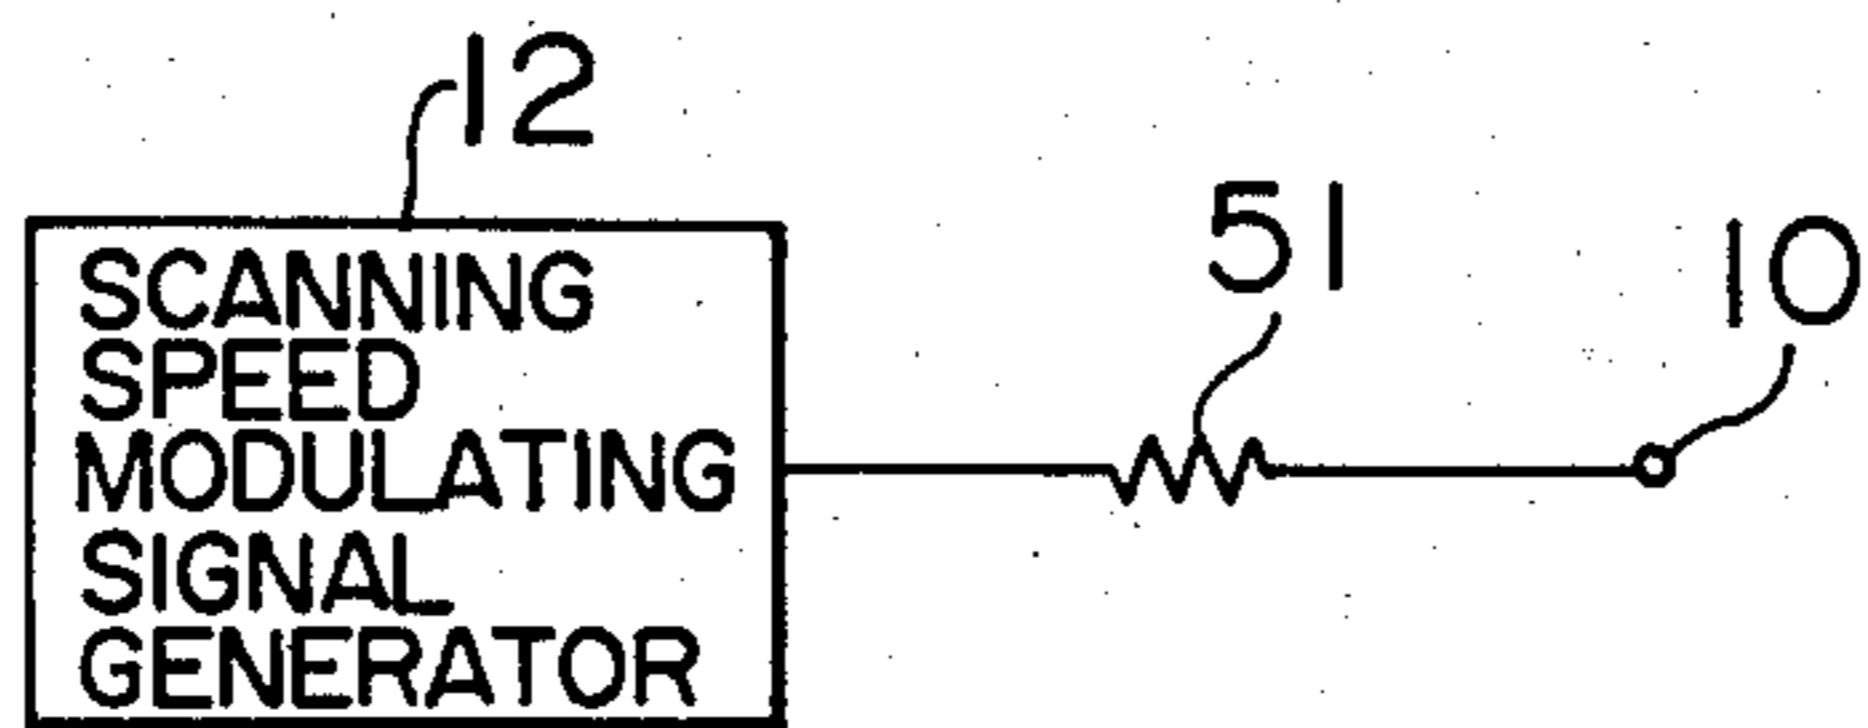 12
51
10
SCANNING
SPEED
MODULATING
SIGNAL
GENERATOR